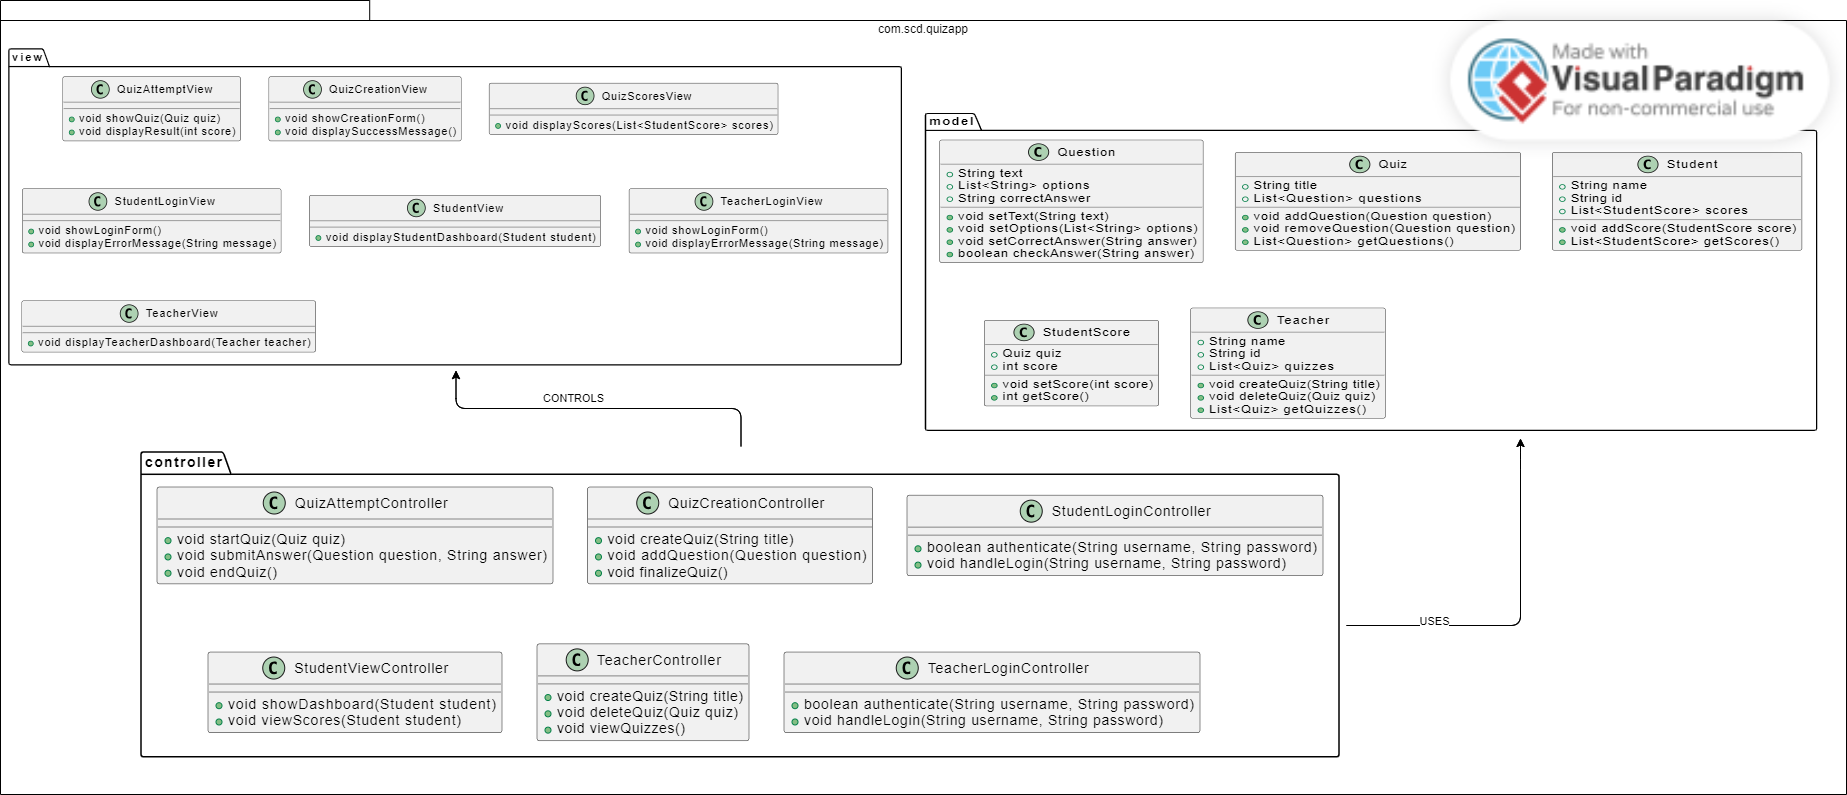 com.scd.quizapp
Made with
VisualParadigm
For non-commercial use
view
C QuizAttemptView
void showQuiz(Quiz quiz)
void displayResult(int score)
C QuizCreationView
void showCreationForm()
void displaySuccessMessage()
C QuizScoresView
void displayScores(List<StudentScore> scores)
C StudentLoginView
void showLoginForm()
void displayErrorMessage(String message)
C StudentView
void displayStudentDashboard(Student student)
C TeacherLoginView
void showLoginForm()
void displayErrorMessage(String message)
C TeacherView
void displayTeacherDashboard(Teacher teacher)
model
C Question
String text
List<String> options
String correctAnswer
void setText(String text)
void setOptions(List<String> options)
void setCorrectAnswer(String answer)
boolean checkAnswer(String answer)
C Quiz
String title
List<Question> questions
void addQuestion(Question question)
void removeQuestion(Question question)
List<Question> getQuestions()
C Student
String name
String id
List<StudentScore> scores
void addScore(StudentScore score)
List<StudentScore> getScores()
C StudentScore
Quiz quiz
int score
void setScore(int score)
int getScore()
C Teacher
String name
String id
List<Quiz> quizzes
void createQuiz(String title)
void deleteQuiz(Quiz quiz)
List<Quiz> getQuizzes()
CONTROLS
controller
C QuizAttemptController
void startQuiz(Quiz quiz)
void submitAnswer(Question question, String answer)
void endQuiz()
C QuizCreationController
void createQuiz(String title)
void addQuestion(Question question)
void finalizeQuiz()
C StudentLoginController
boolean authenticate(String username, String password)
void handleLogin(String username, String password)
C StudentViewController
void showDashboard(Student student)
void viewScores(Student student)
C TeacherController
void createQuiz(String title)
void deleteQuiz(Quiz quiz)
void viewQuizzes()
C TeacherLoginController
boolean authenticate(String username, String password)
void handleLogin(String username, String password)
USES